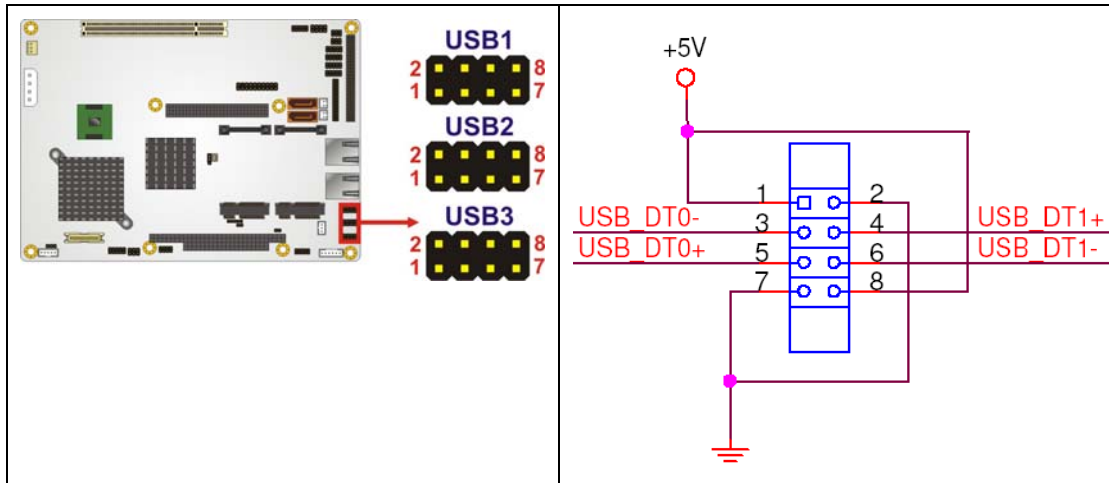 USB1
2 8
1 7
USB2
2 8
1 7
USB3
2 8
1 7
+5V
1 2
USB_DT0- 3 4 USB_DT1+
USB_DT0+ 5 6 USB_DT1-
7 8